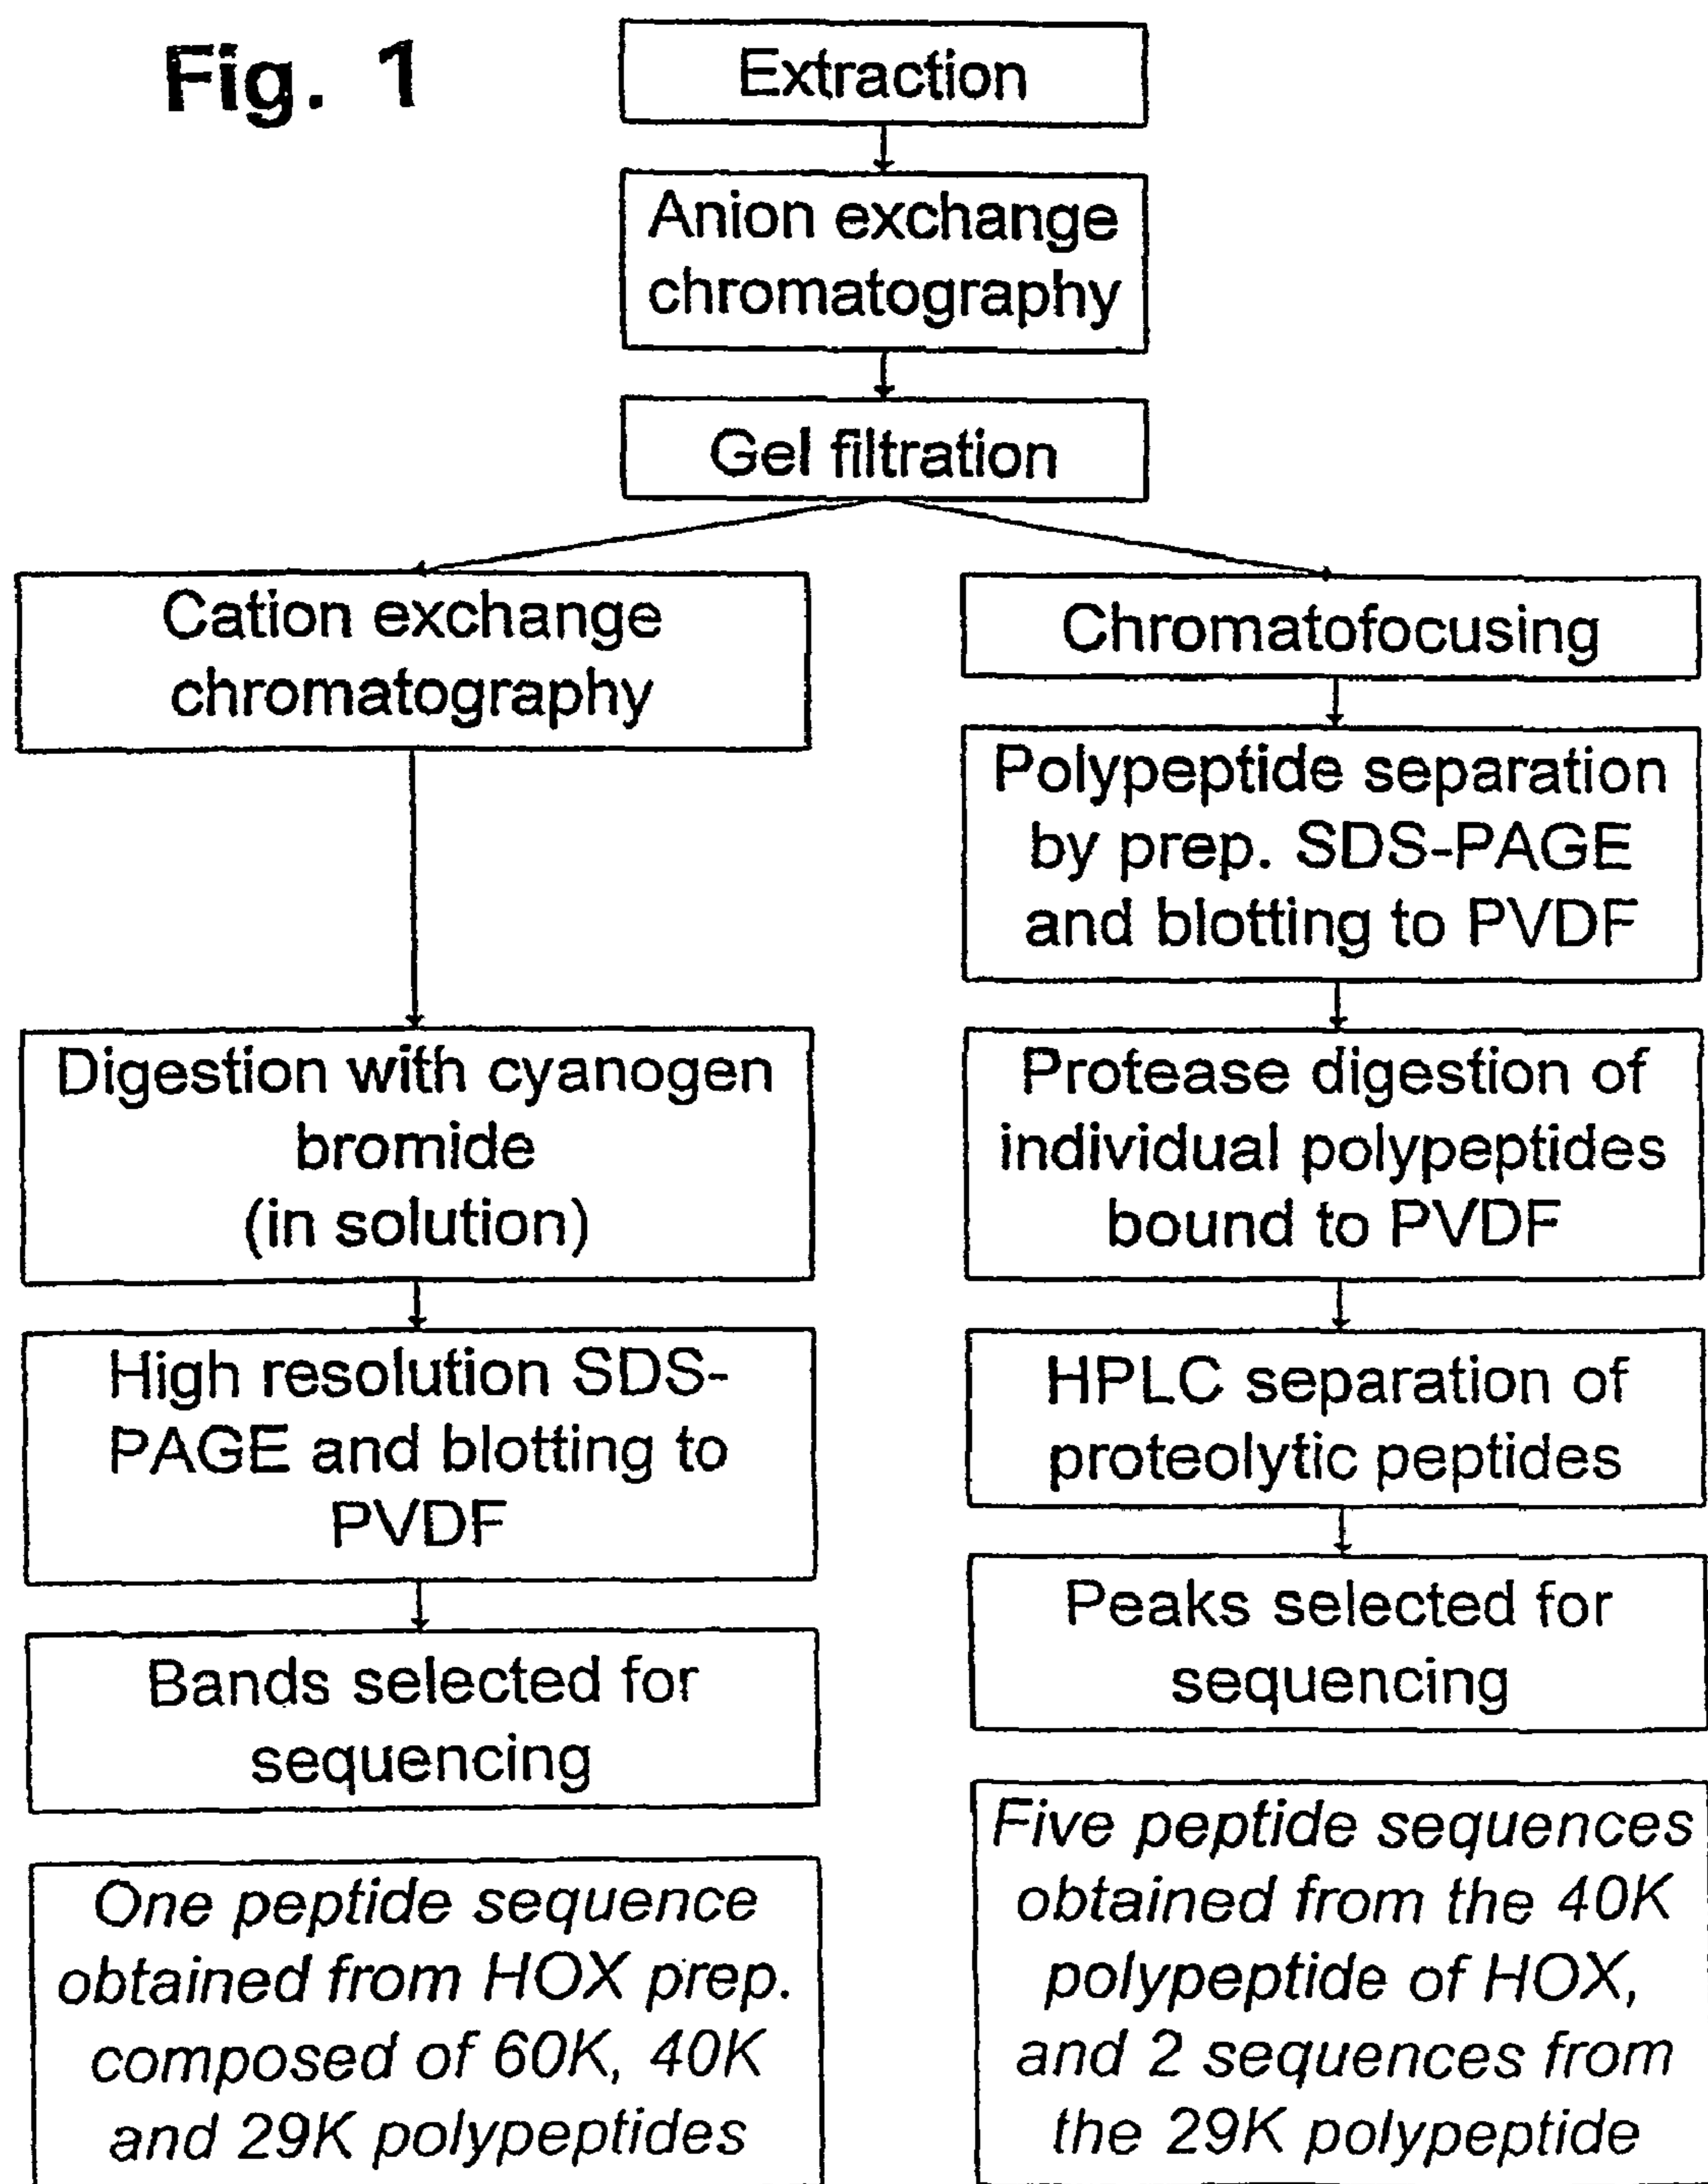 Fig. 1
Extraction
Anion exchange
chromatography
Gel filtration
Cation exchange
chromatography
Digestion with cyanogen
bromide
(in solution)
High resolution SDS-
PAGE and blotting to
PVDF
Bands selected for
sequencing
One peptide sequence
obtained from HOX prep.
composed of 60K, 40K
and 29K polypeptides
Chromatofocusing
Polypeptide separation
by prep. SDS-PAGE
and blotting to PVDF
Protease digestion of
individual polypeptides
bound to PVDF
HPLC separation of
proteolytic peptides
Peaks selected for
sequencing
Five peptide sequences
obtained from the 40K
polypeptide of HOX,
and 2 sequences from
the 29K polypeptide